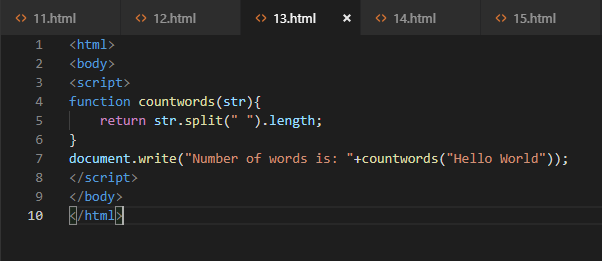 <> 11.html <> 12.html <> 13.html × <> 14.html <> 15.html
1 <html>
2 <body>
3 <script>
4 function countwords(str){
5     return str.split(" ").length;
6 }
7 document.write("Number of words is: "+countwords("Hello World"));
8 </script>
9 </body>
10 </html>